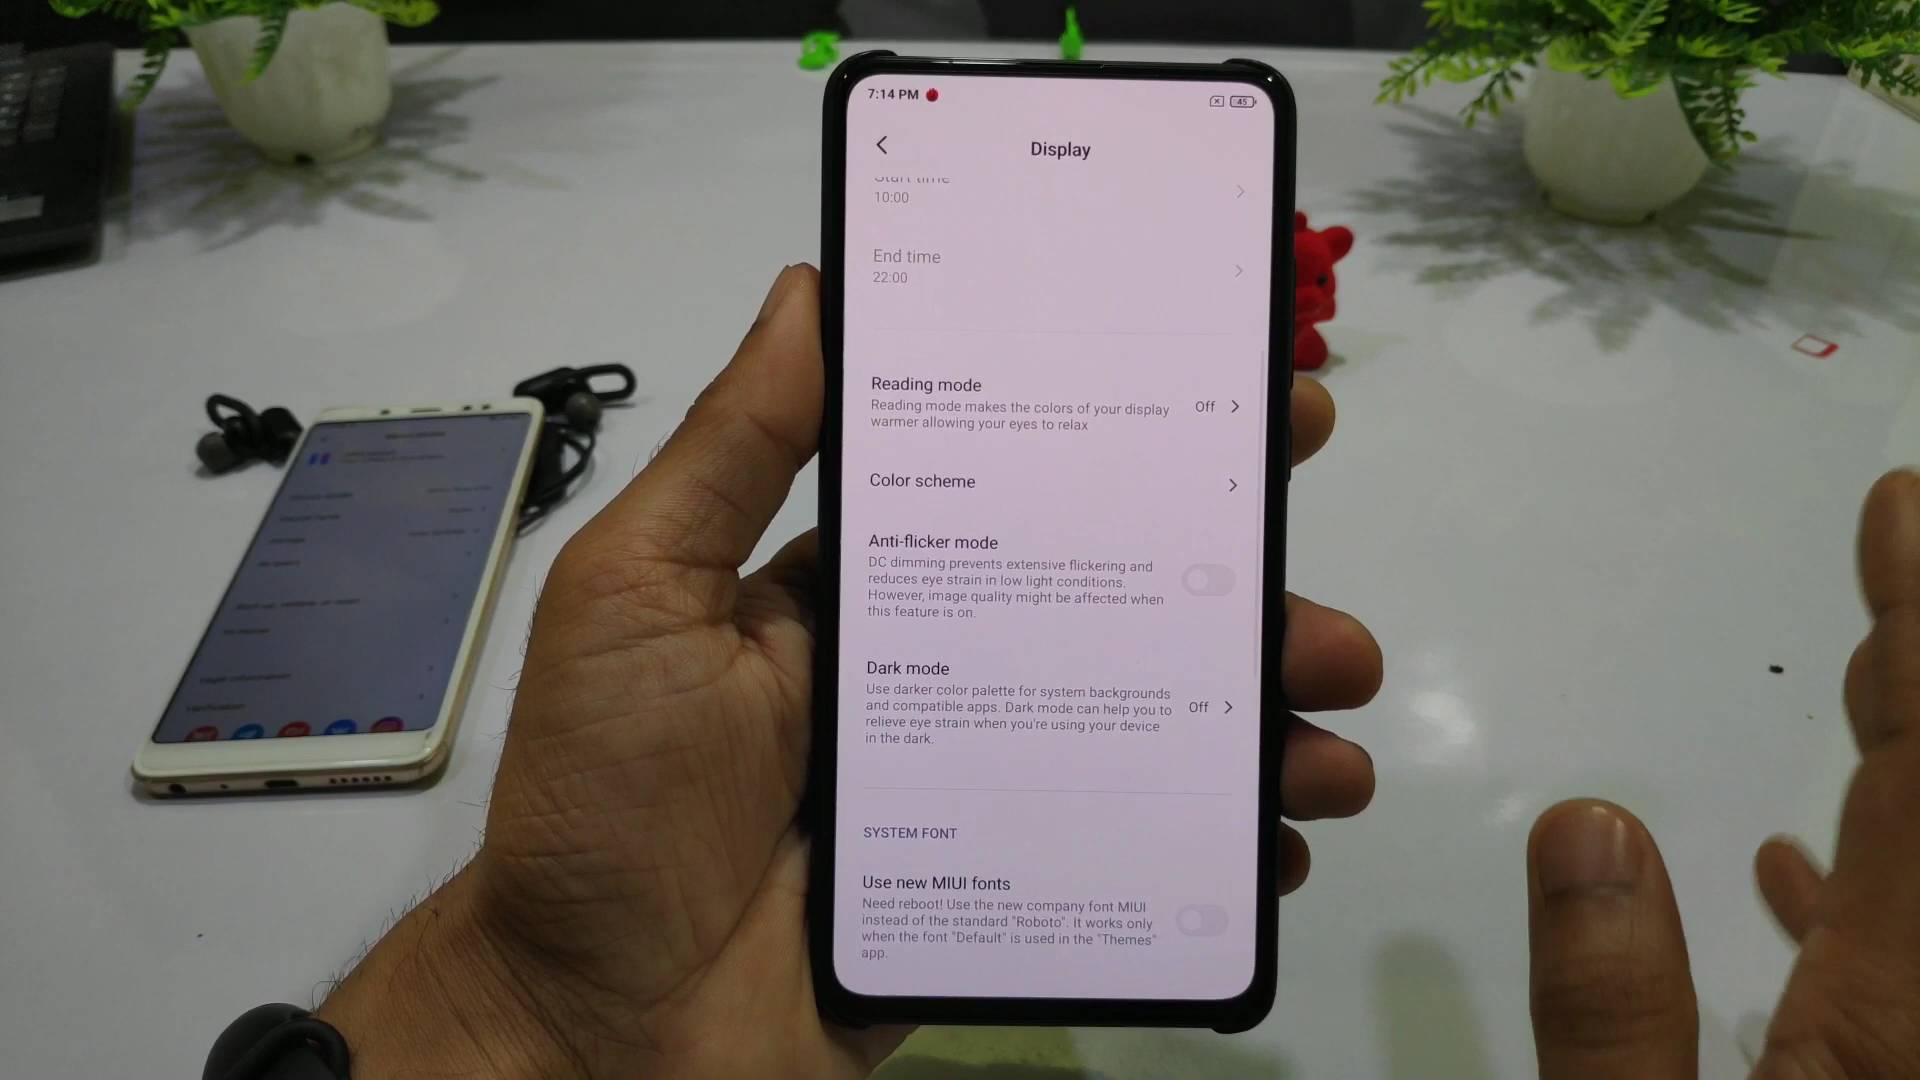 7:14 PM
45
Display
Start time
10:00
End time
22:00
Reading mode
Reading mode makes the colors of your display
warmer allowing your eyes to relax
Off
Color scheme
Anti-flicker mode
DC dimming prevents extensive flickering and
reduces eye strain in low light conditions.
However, image quality might be affected when
this feature is on.
Dark mode
Use darker color palette for system backgrounds
and compatible apps. Dark mode can help you to
relieve eye strain when you're using your device
in the dark.
Off
SYSTEM FONT
Use new MIUI fonts
Need reboot! Use the new company font MIUI
instead of the standard "Roboto". It works only
when the font "Default" is used in the "Themes"
app.